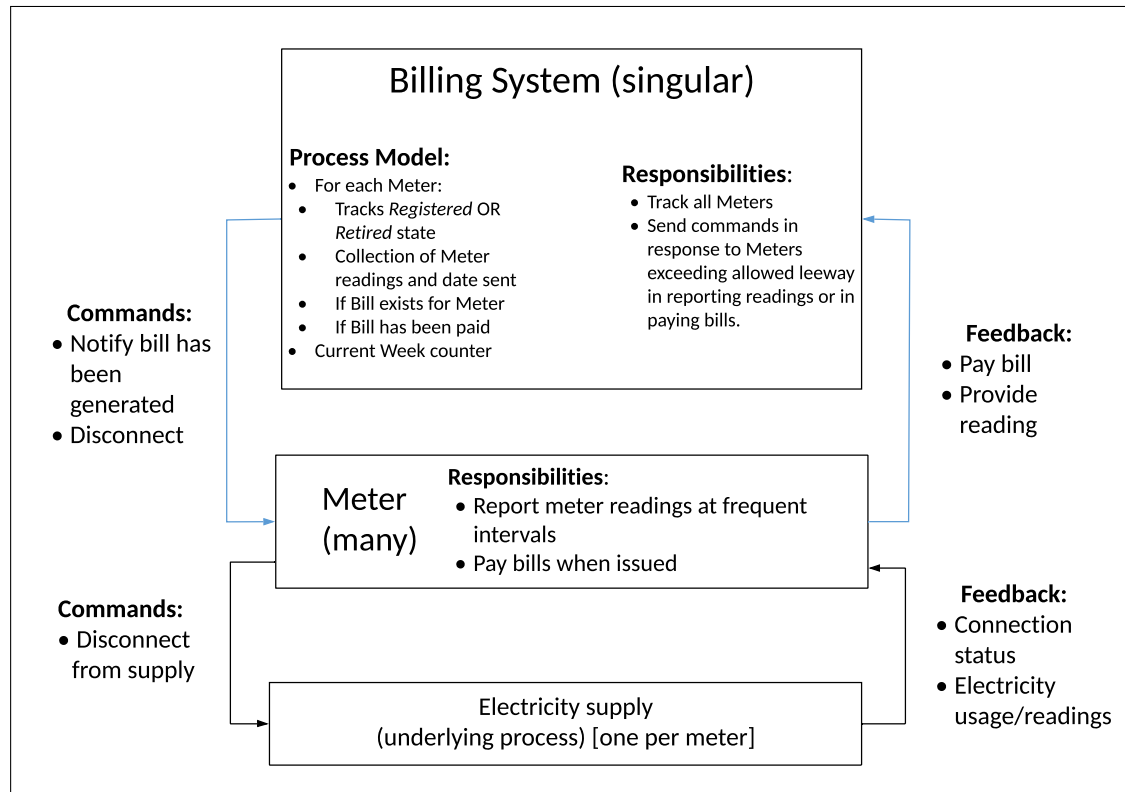 Billing System (singular)
Process Model:
• For each Meter:
• Tracks Registered OR
Retired state
• Collection of Meter
readings and date sent
• If Bill exists for Meter
• If Bill has been paid
• Current Week counter
Responsibilities:
• Track all Meters
• Send commands in
response to Meters
exceeding allowed leeway
in reporting readings or in
paying bills.
Commands:
• Notify bill has
been
generated
• Disconnect
Feedback:
• Pay bill
• Provide
reading
Meter
(many)
Responsibilities:
• Report meter readings at frequent
intervals
• Pay bills when issued
Commands:
• Disconnect
from supply
Feedback:
• Connection
status
• Electricity
usage/readings
Electricity supply
(underlying process) [one per meter]